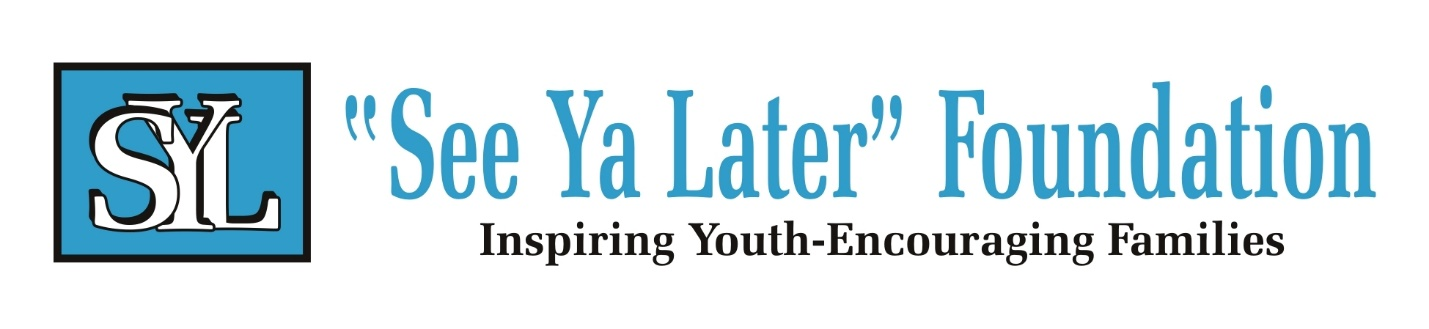 SYL
“See Ya Later” Foundation
Inspiring Youth-Encouraging Families